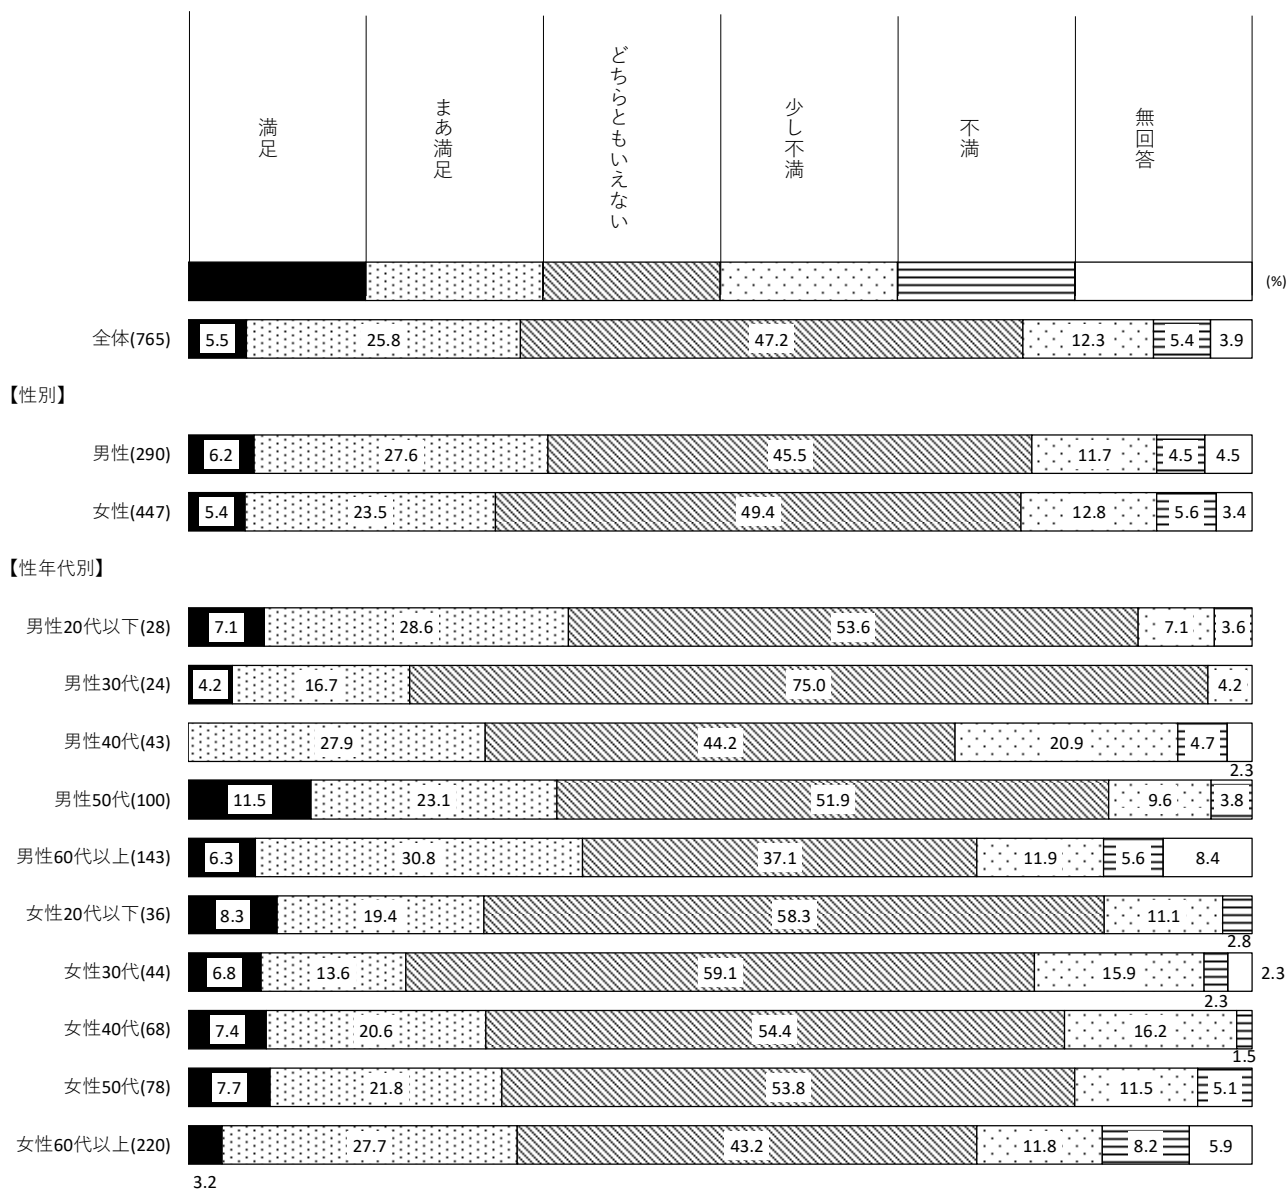 満足
まあ満足
どちらともいえない
少し不満
不満
無回答
(%)
全体(765) 5.5 25.8 47.2 12.3 5.4 3.9
【性別】
男性(290) 6.2 27.6 45.5 11.7 4.5 4.5
女性(447) 5.4 23.5 49.4 12.8 5.6 3.4
【性年代別】
男性20代以下(28) 7.1 28.6 53.6 7.1 3.6
男性30代(24) 4.2 16.7 75.0 4.2
男性40代(43) 27.9 44.2 20.9 4.7 2.3
男性50代(100) 11.5 23.1 51.9 9.6 3.8
男性60代以上(143) 6.3 30.8 37.1 11.9 5.6 8.4
女性20代以下(36) 8.3 19.4 58.3 11.1 2.8
女性30代(44) 6.8 13.6 59.1 15.9 2.3 2.3
女性40代(68) 7.4 20.6 54.4 16.2 1.5
女性50代(78) 7.7 21.8 53.8 11.5 5.1
女性60代以上(220) 3.2 27.7 43.2 11.8 8.2 5.9